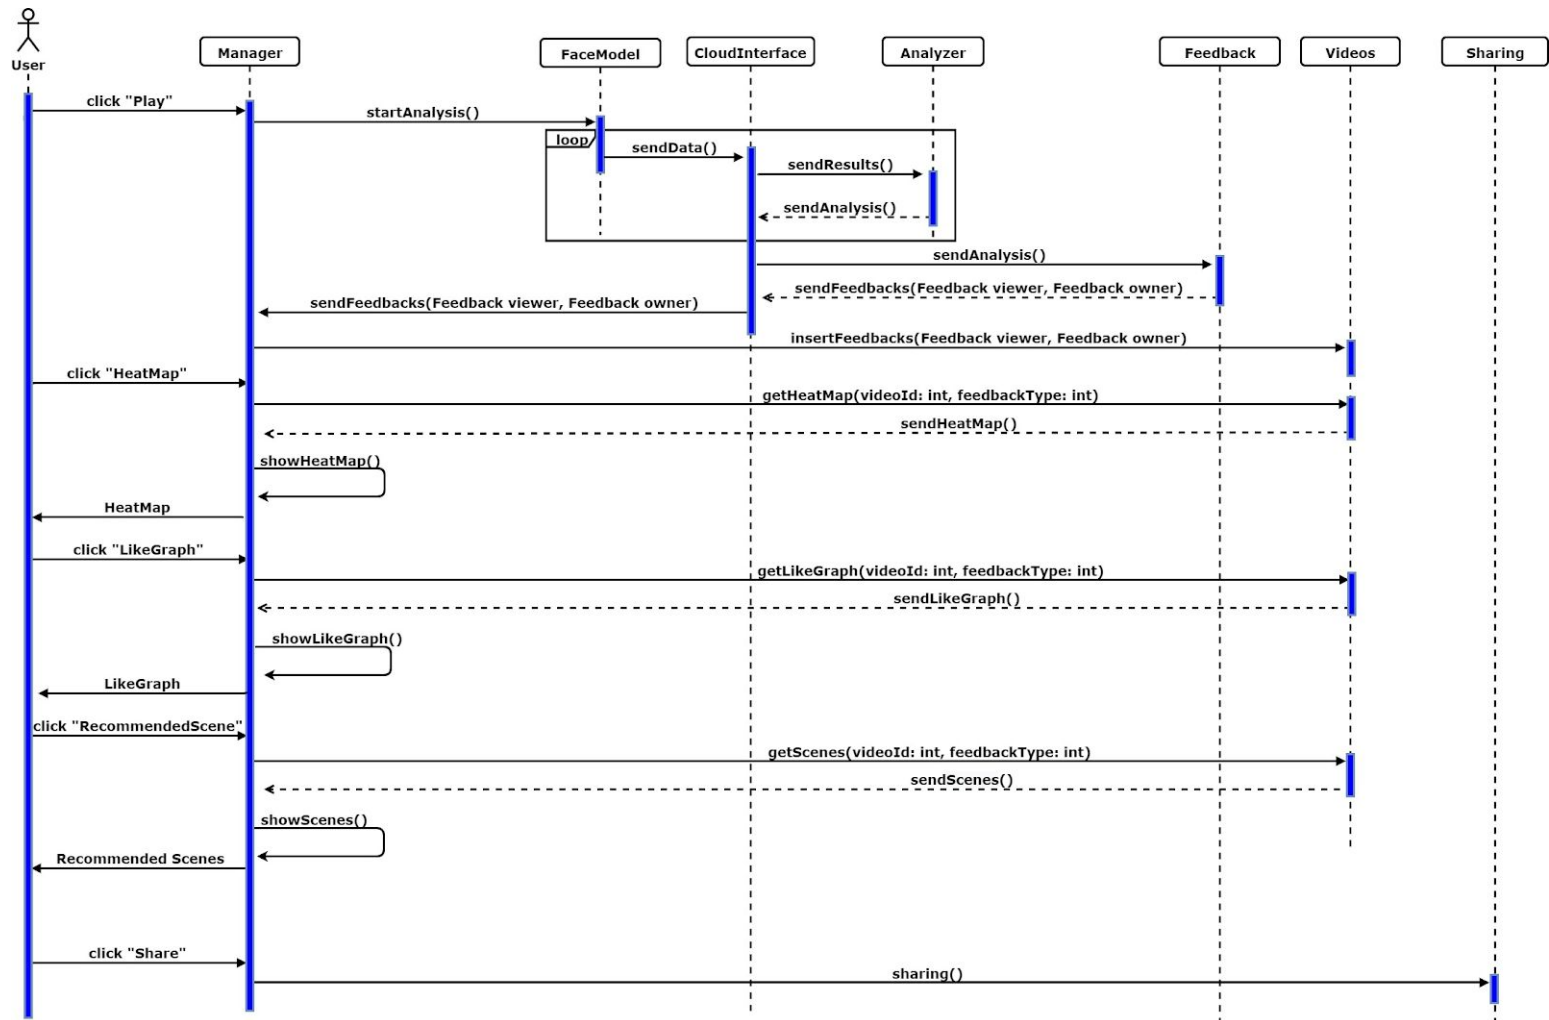 User
Manager
FaceModel
CloudInterface
Analyzer
Feedback
Videos
Sharing
click "Play"
startAnalysis()
loop
sendData()
sendResults()
sendAnalysis()
sendAnalysis()
sendFeedbacks(Feedback viewer, Feedback owner)
sendFeedbacks(Feedback viewer, Feedback owner)
insertFeedbacks(Feedback viewer, Feedback owner)
click "HeatMap"
getHeatMap(videoId: int, feedbackType: int)
sendHeatMap()
showHeatMap()
HeatMap
click "LikeGraph"
getLikeGraph(videoId: int, feedbackType: int)
sendLikeGraph()
showLikeGraph()
LikeGraph
click "RecommendedScene"
getScenes(videoId: int, feedbackType: int)
sendScenes()
showScenes()
Recommended Scenes
click "Share"
sharing()